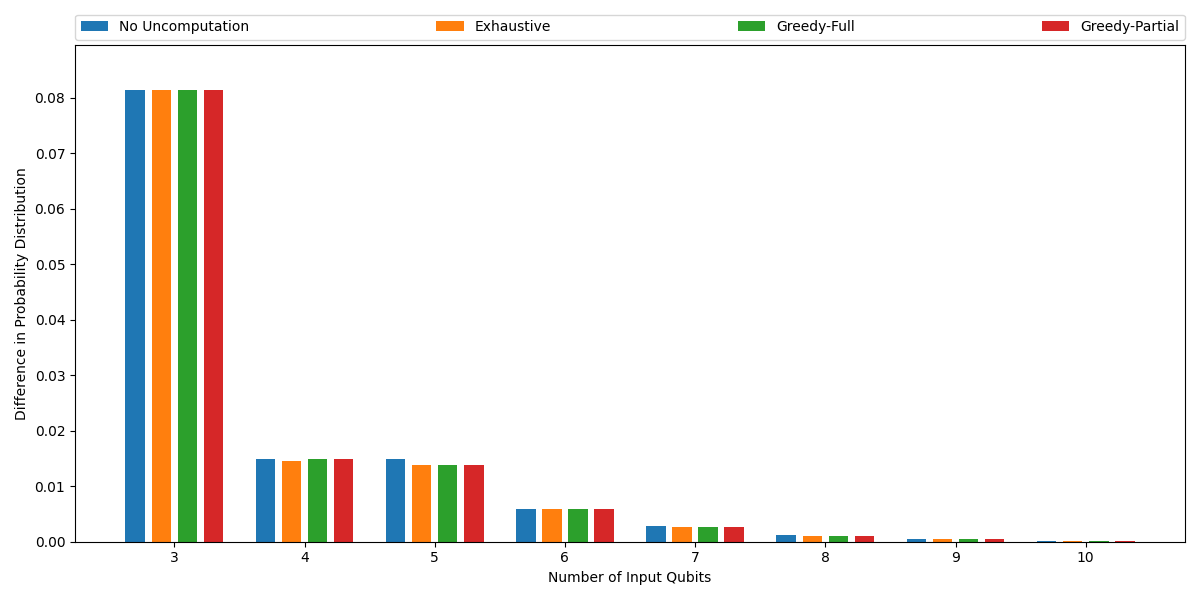 No Uncomputation Exhaustive Greedy-Full Greedy-Partial
Difference in Probability Distribution
0.08
0.07
0.06
0.05
0.04
0.03
0.02
0.01
0.00
3 4 5 6 7 8 9 10
Number of Input Qubits